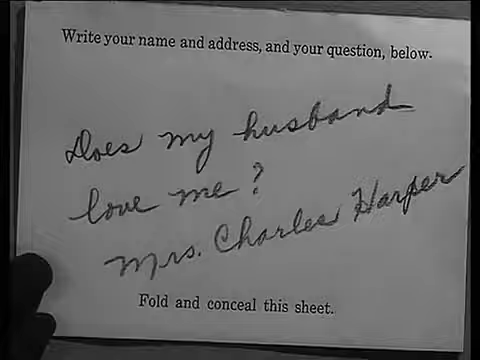 Write your name and address, and your question, below.
Does my husband
love me?
Mrs. Charles Harper
Fold and conceal this sheet.